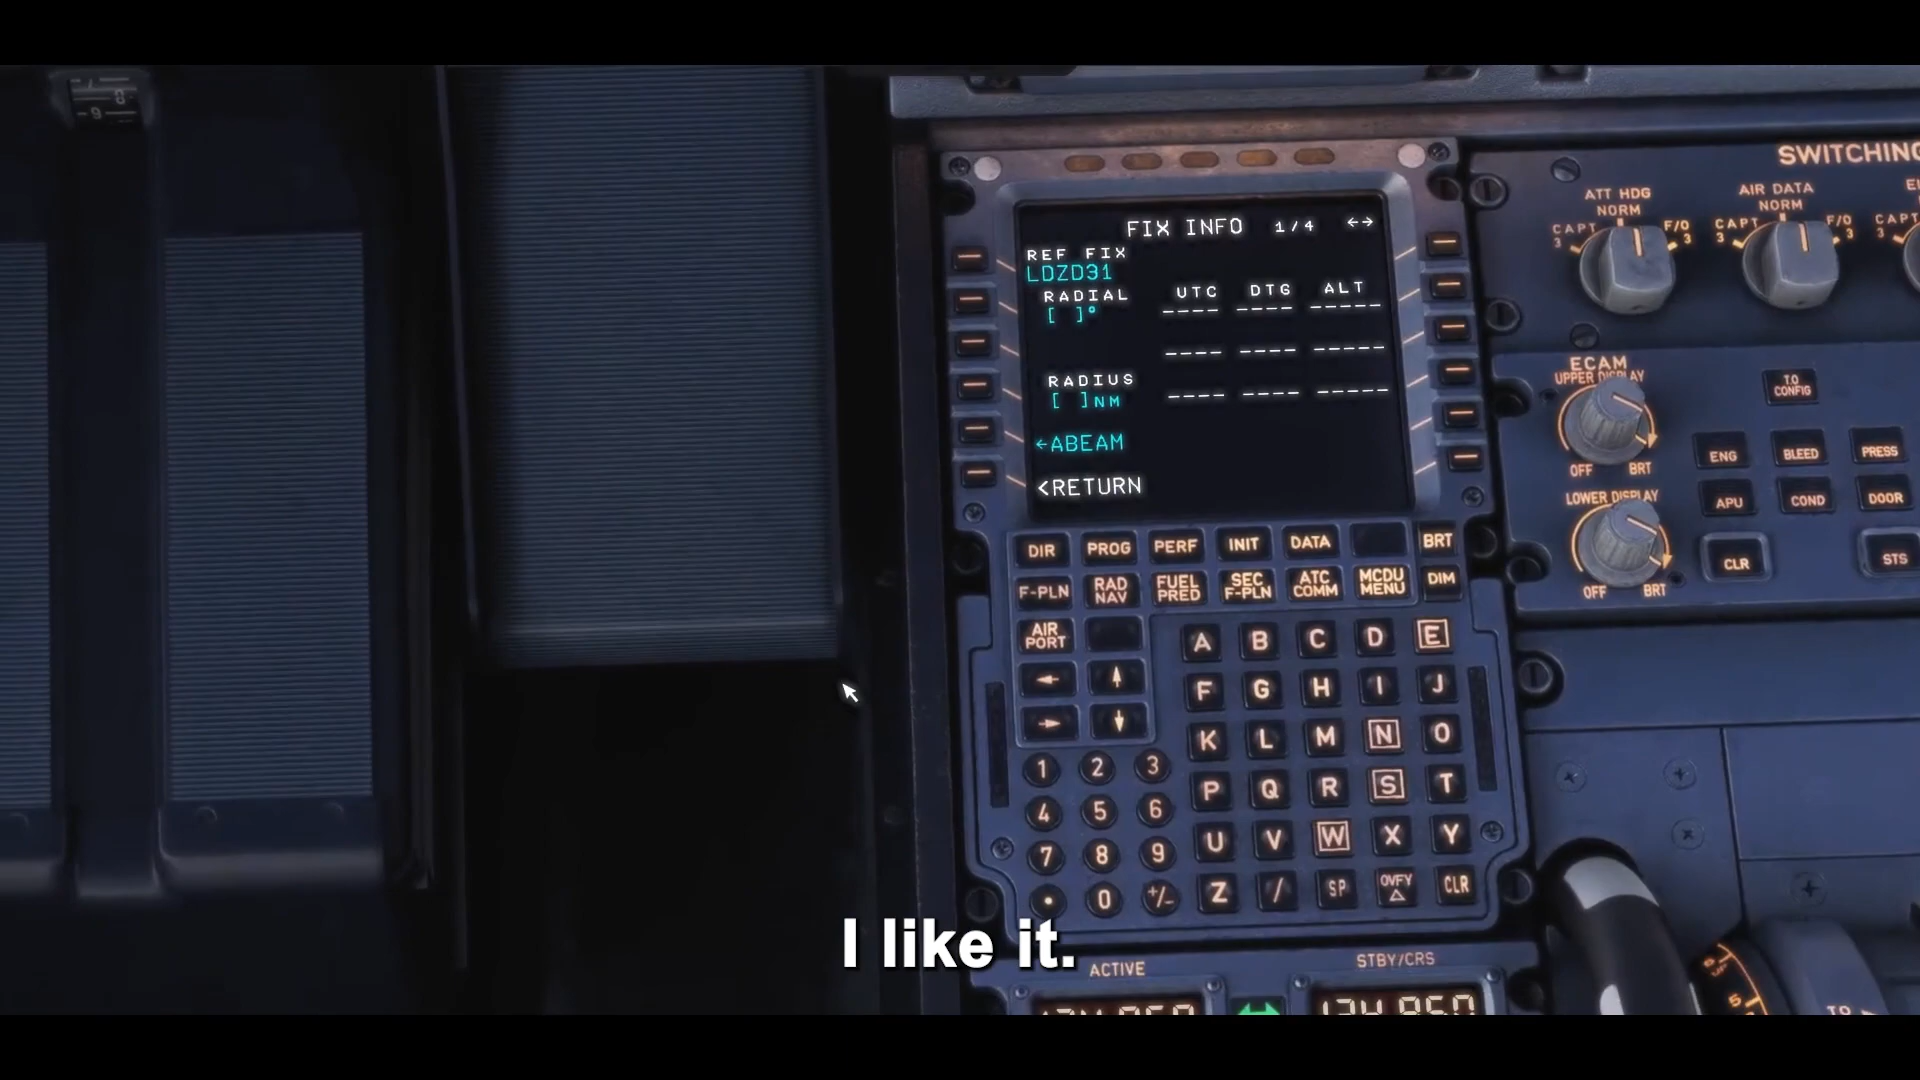 FIX INFO 1/4 ←→
REF FIX
LDZD31
RADIAL UTC DTG ALT
[ ]° ---- ---- -----
---- ---- -----
RADIUS
[ ]NM ---- ---- -----
←ABEAM
<RETURN
DIR PROG PERF INIT DATA BRT
F-PLN RAD NAV FUEL PRED SEC F-PLN ATC COMM MCDU MENU DIM
AIR PORT
A B C D E
F G H I J
K L M N O
P Q R S T
U V W X Y
Z / SP OVFY △ CLR
← ↑
→ ↓
1 2 3
4 5 6
7 8 9
. 0 +/-
SWITCHING
ATT HDG
NORM
CAPT 3 F/O 3
AIR DATA
NORM
CAPT 3 F/O 3
CAPT 3
ECAM
UPPER DISPLAY
OFF BRT
LOWER DISPLAY
OFF BRT
T.O CONFIG
ENG BLEED PRESS
APU COND DOOR
CLR STS
ACTIVE STBY/CRS
5
I like it.